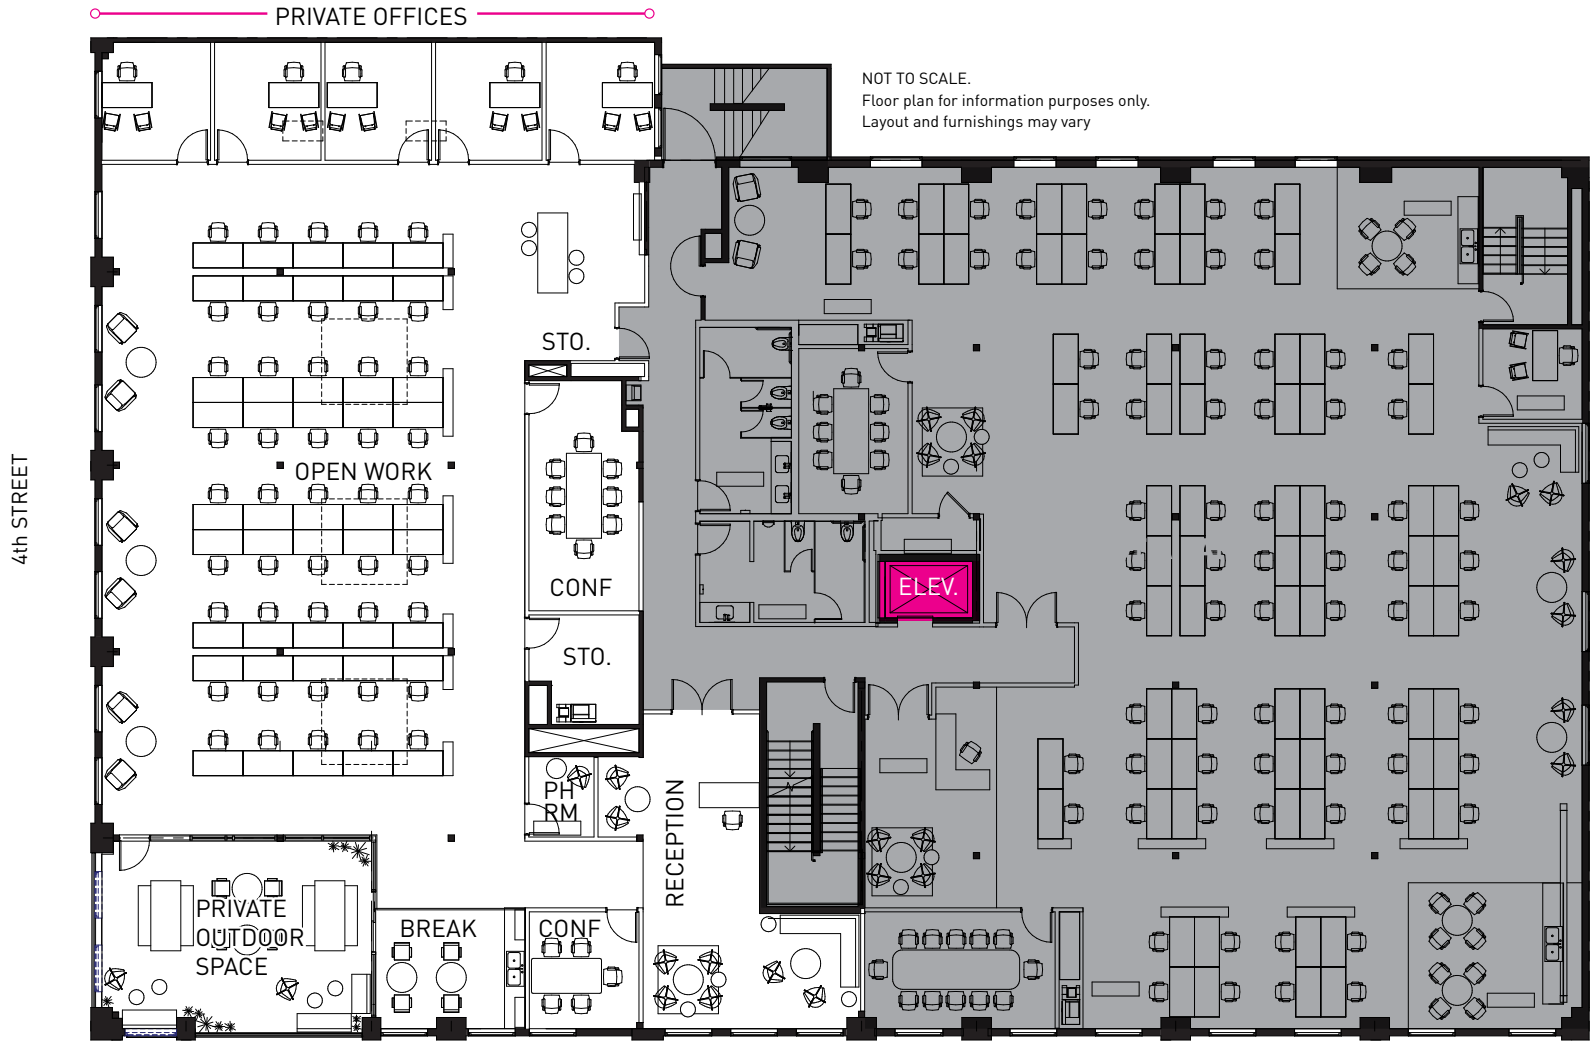 PRIVATE OFFICES
NOT TO SCALE.
Floor plan for information purposes only.
Layout and furnishings may vary
STO.
4th STREET
OPEN WORK
CONF
ELEV.
STO.
PH
RM
RECEPTION
PRIVATE
OUTDOOR
SPACE
BREAK
CONF